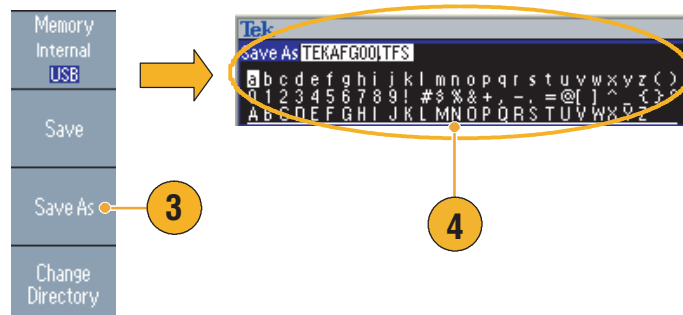 Memory
Internal
USB
Save
Save As
Change
Directory
3
Tek
Save As TEKAFG00.TFS
a b c d e f g h i j k l m n o p q r s t u v w x y z ( )
0 1 2 3 4 5 6 7 8 9 ! # $ % & + , - . = @ [ ] ^ { }
A B C D E F G H I J K L M N O P Q R S T U V W X Y Z
4